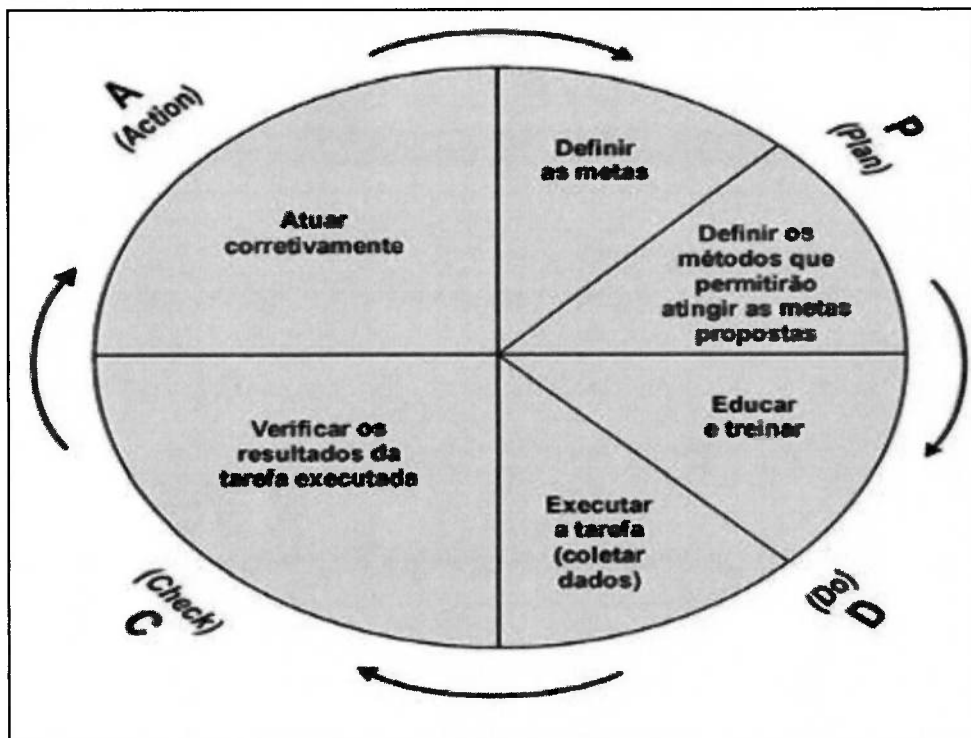 A
(Action)
P
(Plan)
Definir
as metas
Definir os
métodos que
permitirão
atingir as metas
propostas
Atuar
corretivamente
Educar
e treinar
Executar
a tarefa
(coletar
dados)
Verificar os
resultados da
tarefa executada
(Do)
D
(Check)
C